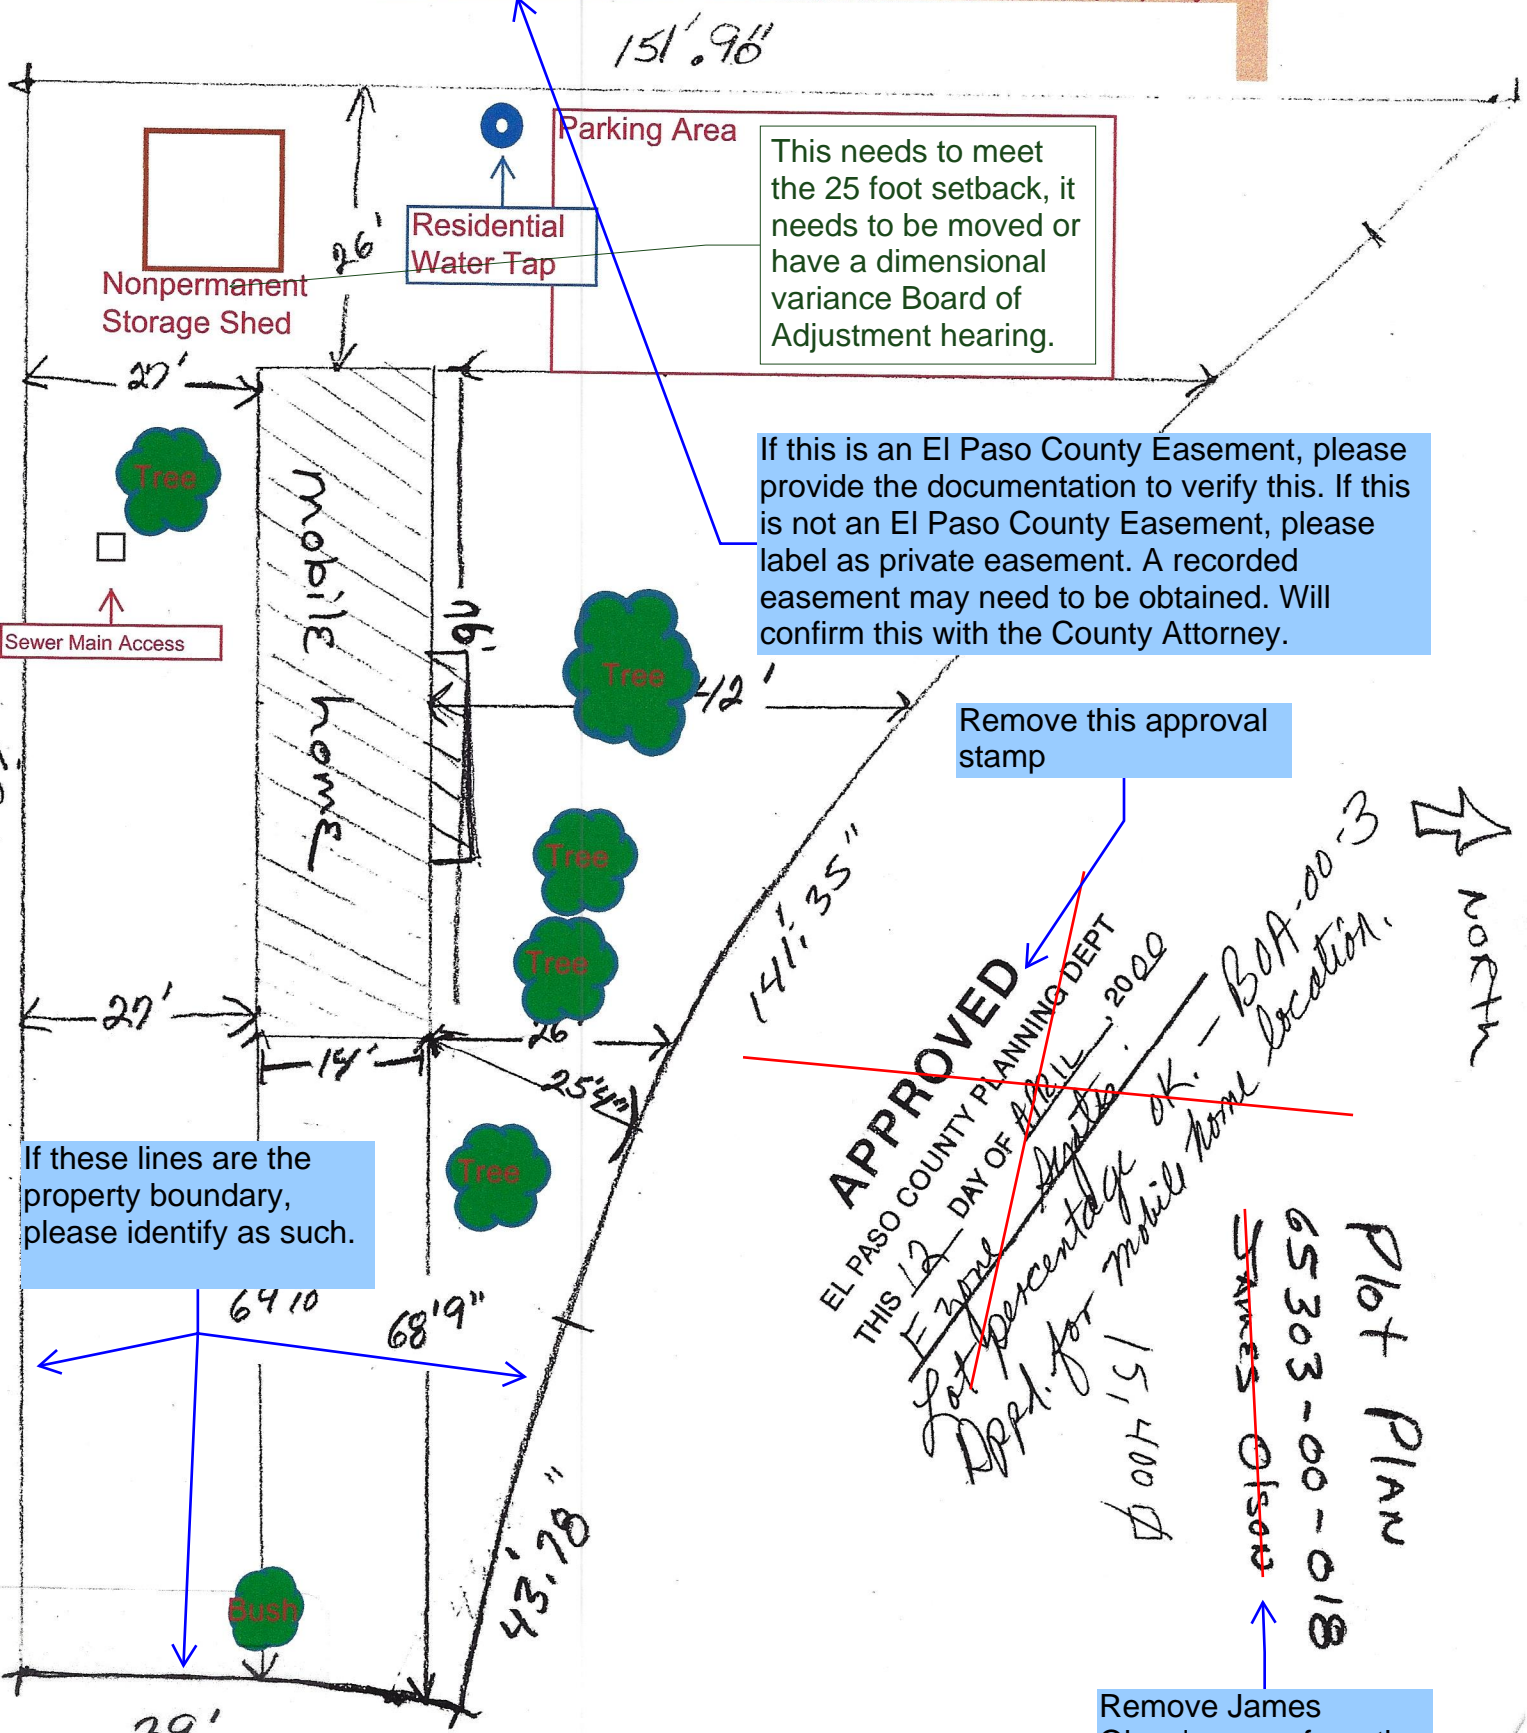 151'.90"
Parking Area
This needs to meet
the 25 foot setback, it
needs to be moved or
have a dimensional
variance Board of
Adjustment hearing.
Residential
Water Tap
26'
Nonpermanent
Storage Shed
27'
Tree
If this is an El Paso County Easement, please
provide the documentation to verify this. If this
is not an El Paso County Easement, please
label as private easement. A recorded
easement may need to be obtained. Will
confirm this with the County Attorney.
mobile home
Sewer Main Access
Tree
42'
Remove this approval
stamp
Tree
141'.35"
North
Tree
27'
26'
14'
25'4"
APPROVED
EL PASO COUNTY PLANNING DEPT
THIS 12 DAY OF APRIL, 2000
Lot percentage OK. - BOA-00-3
Appd. for mobile home location.
15,400
Tree
If these lines are the
property boundary,
please identify as such.
64'10
68'9"
Plot PLAN
65303-00-018
James Olson
43'.78"
Bush
Remove James